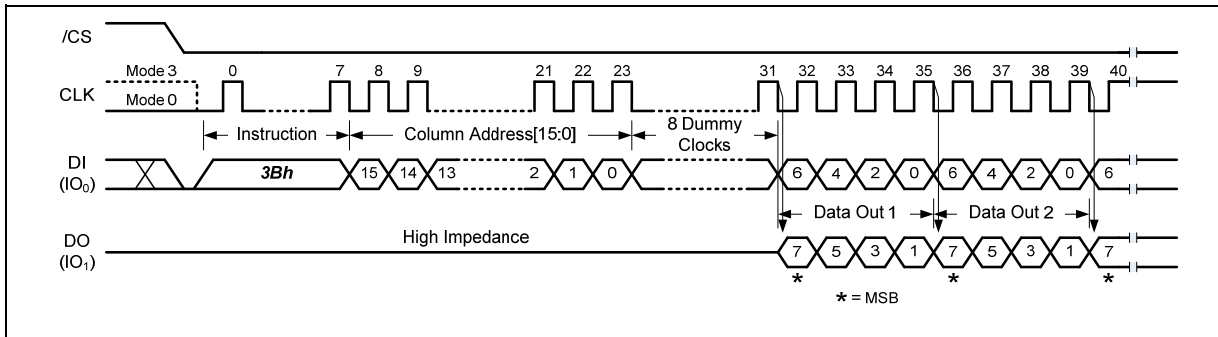 /CS
Mode 3 0 7 8 9 21 22 23 31 32 33 34 35 36 37 38 39 40
CLK Mode 0
Instruction Column Address[15:0] 8 Dummy Clocks
DI (IO0) 3Bh 15 14 13 2 1 0 6 4 2 0 6 4 2 0 6
Data Out 1 Data Out 2
DO (IO1) High Impedance 7 5 3 1 7 5 3 1 7
* * *
* = MSB